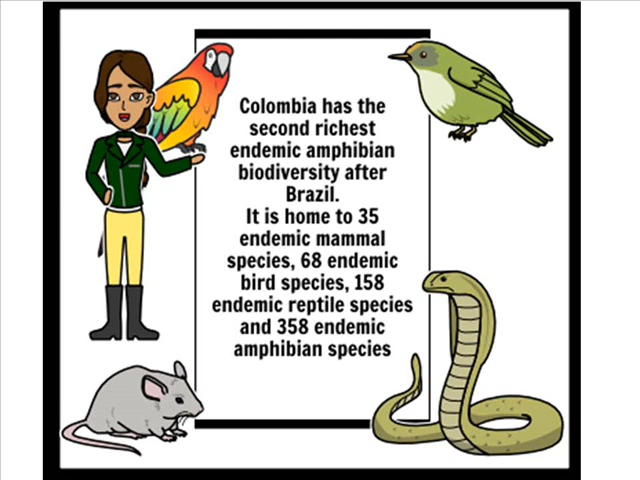 Colombia has the
second richest
endemic amphibian
biodiversity after
Brazil.
It is home to 35
endemic mammal
species, 68 endemic
bird species, 158
endemic reptile species
and 358 endemic
amphibian species